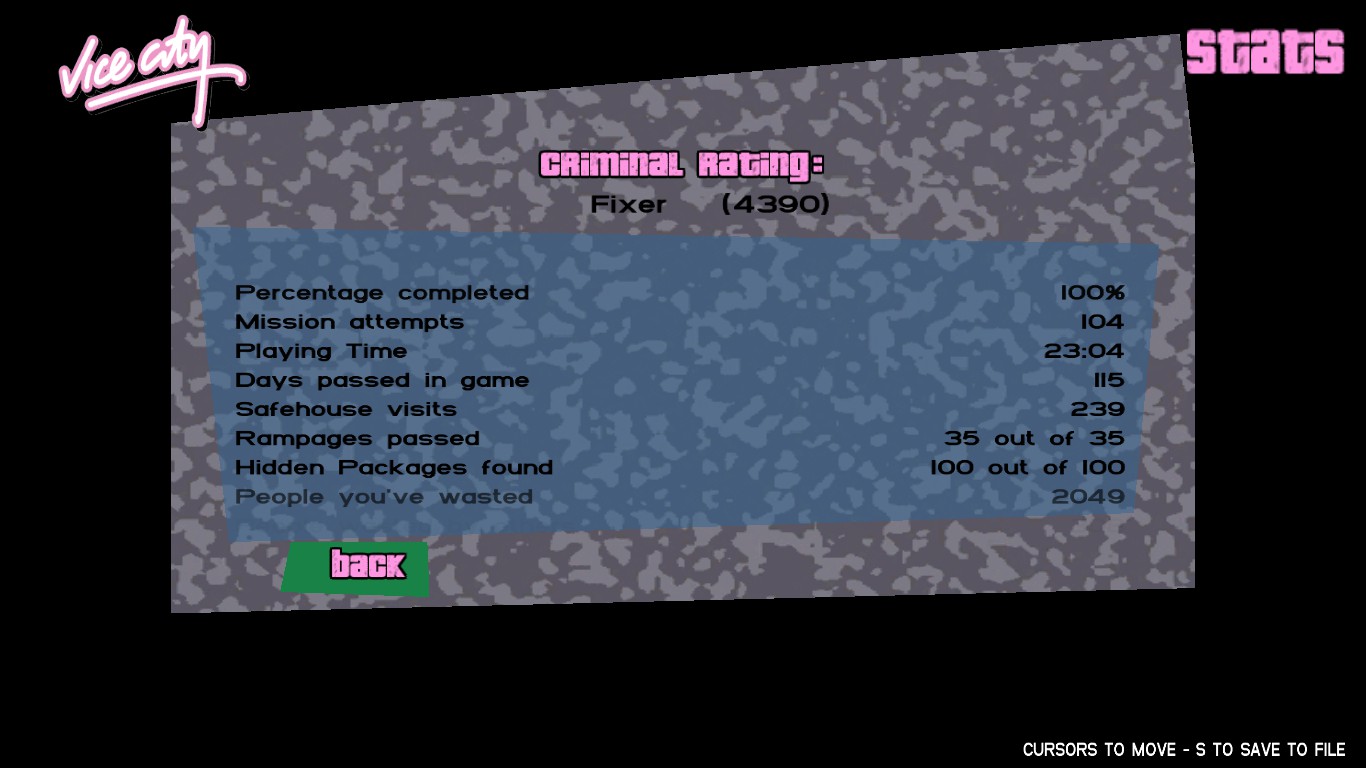 Vice City
Stats
Criminal Rating:
Fixer (4390)
Percentage completed 100%
Mission attempts 104
Playing Time 23:04
Days passed in game 115
Safehouse visits 239
Rampages passed 35 out of 35
Hidden Packages found 100 out of 100
People you've wasted 2049
back
CURSORS TO MOVE - S TO SAVE TO FILE